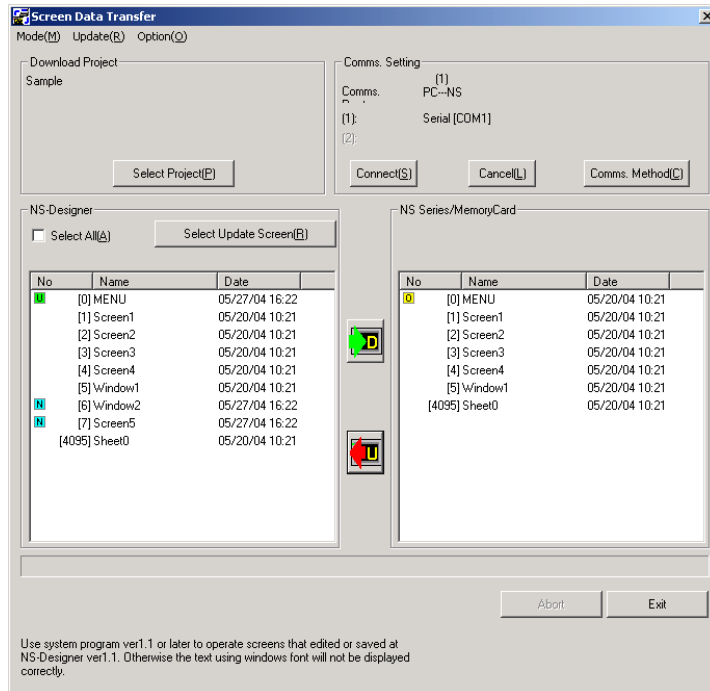 Screen Data Transfer
Mode(M) Update(R) Option(O)
Download Project
Sample
Select Project(P)
Comms. Setting
(1)
Comms. PC---NS
(1): Serial [COM1]
(2):
Connect(S) Cancel(L) Comms. Method(C)
NS-Designer
Select All(A) Select Update Screen(R)
No Name Date
U [0] MENU 05/27/04 16:22
[1] Screen1 05/20/04 10:21
[2] Screen2 05/20/04 10:21
[3] Screen3 05/20/04 10:21
[4] Screen4 05/20/04 10:21
[5] Window1 05/20/04 10:21
N [6] Window2 05/27/04 16:22
N [7] Screen5 05/27/04 16:22
[4095] Sheet0 05/20/04 10:21
D
U
NS Series/MemoryCard
No Name Date
O [0] MENU 05/20/04 10:21
[1] Screen1 05/20/04 10:21
[2] Screen2 05/20/04 10:21
[3] Screen3 05/20/04 10:21
[4] Screen4 05/20/04 10:21
[5] Window1 05/20/04 10:21
[4095] Sheet0 05/20/04 10:21
Abort Exit
Use system program ver1.1 or later to operate screens that edited or saved at
NS-Designer ver1.1. Otherwise the text using windows font will not be displayed
correctly.